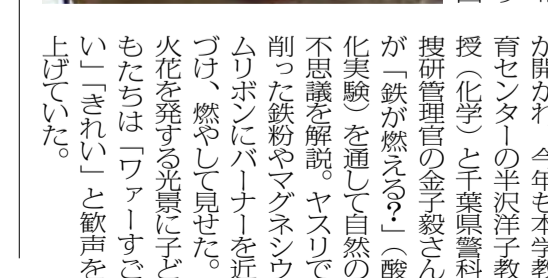 が開かれ、今年も本学教
育センターの半沢洋子教
授（化学）と千葉県警科
捜研管理官の金子毅さん
が「鉄が燃える？」（酸
化実験）を通して自然の
不思議を解説。ヤスリで
削った鉄粉やマグネシウ
ムリボンにバーナーを近
づけ、燃やして見せた。
火花を発する光景に子ど
もたちは「ワァーすご
い」「きれい」と歓声を
上げていた。